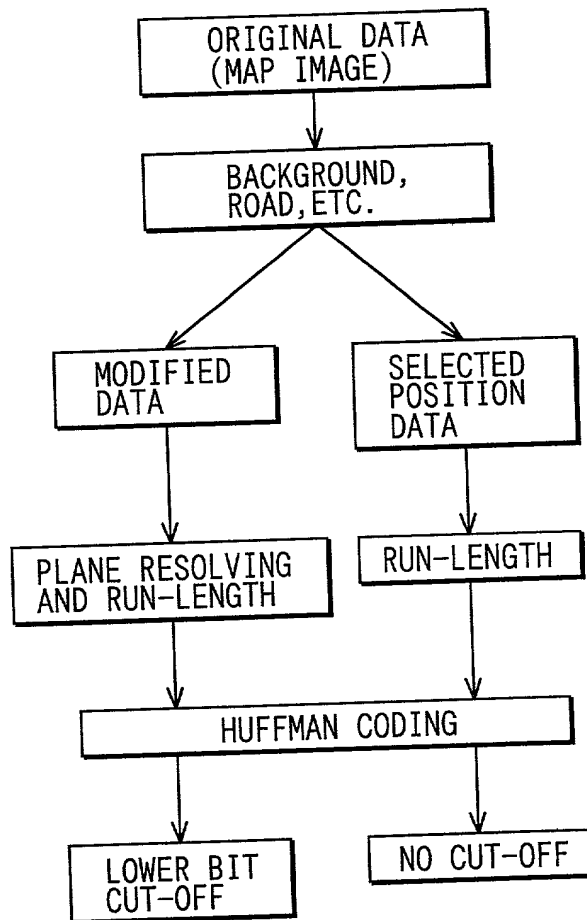 ORIGINAL DATA
(MAP IMAGE)
BACKGROUND,
ROAD,ETC.
MODIFIED
DATA
SELECTED
POSITION
DATA
PLANE RESOLVING
AND RUN-LENGTH
RUN-LENGTH
HUFFMAN CODING
LOWER BIT
CUT-OFF
NO CUT-OFF